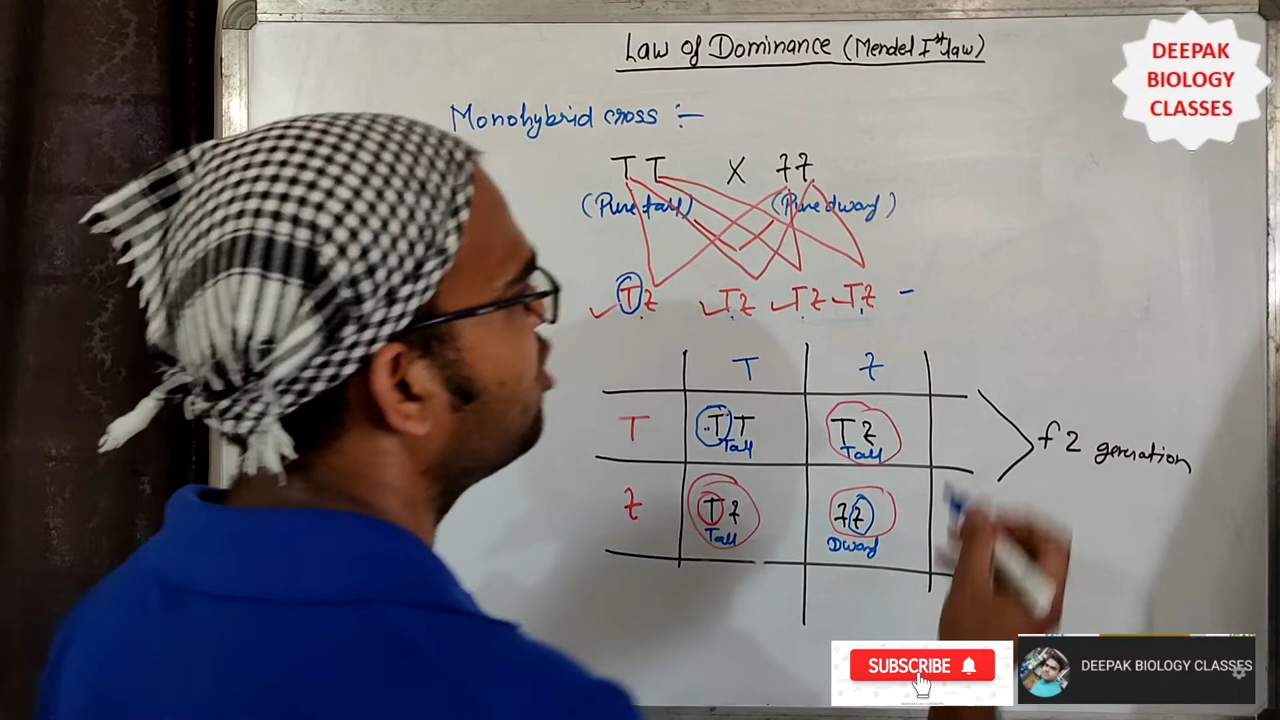 Law of Dominance (Mendel Ist law)
DEEPAK
BIOLOGY
CLASSES
Monohybrid cross :-
TT X tt
(Pure tall) (Pure dwarf)
Tt Tt Tt Tt -
T t
T TT Tt
Tall Tall
f2 generation
t Tt tt
Tall Dwarf
SUBSCRIBE
DEEPAK BIOLOGY CLASSES